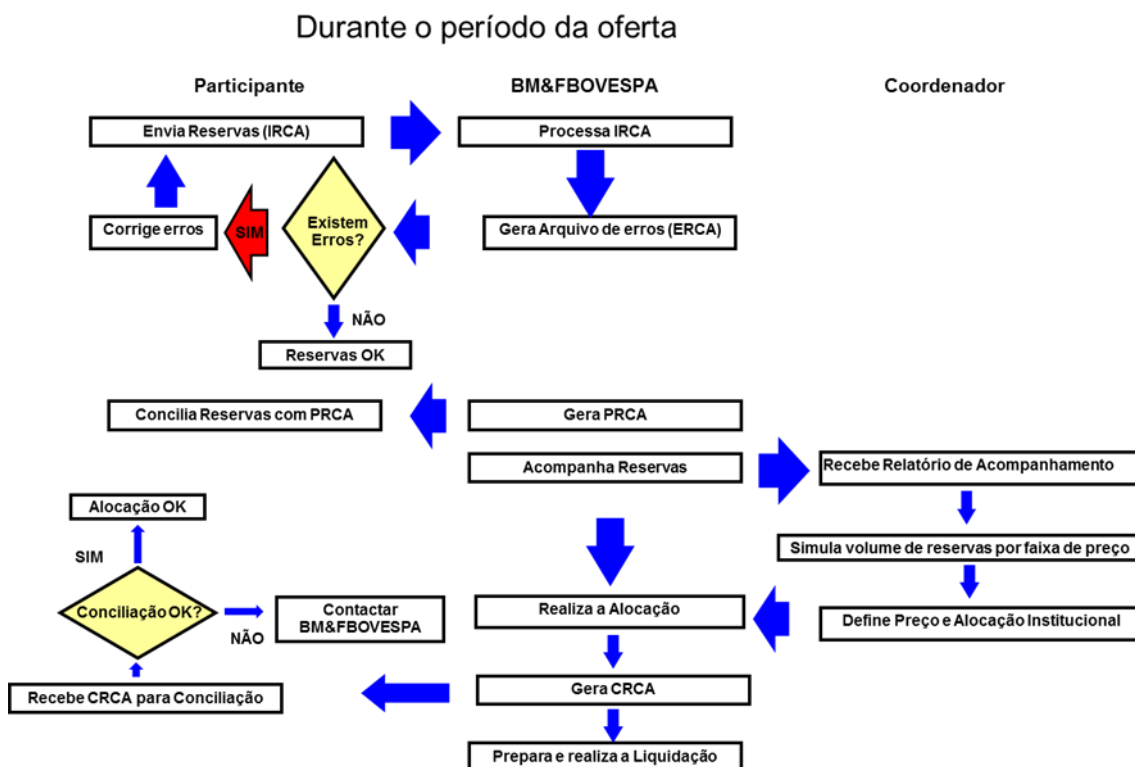 Durante o período da oferta
Participante
BM&FBOVESPA
Coordenador
Envia Reservas (IRCA)
Processa IRCA
Corrige erros
SIM
Existem
Erros?
Gera Arquivo de erros (ERCA)
NÃO
Reservas OK
Concilia Reservas com PRCA
Gera PRCA
Acompanha Reservas
Recebe Relatório de Acompanhamento
Alocação OK
SIM
Simula volume de reservas por faixa de preço
Conciliação OK?
NÃO
Contactar
BM&FBOVESPA
Realiza a Alocação
Define Preço e Alocação Institucional
Recebe CRCA para Conciliação
Gera CRCA
Prepara e realiza a Liquidação